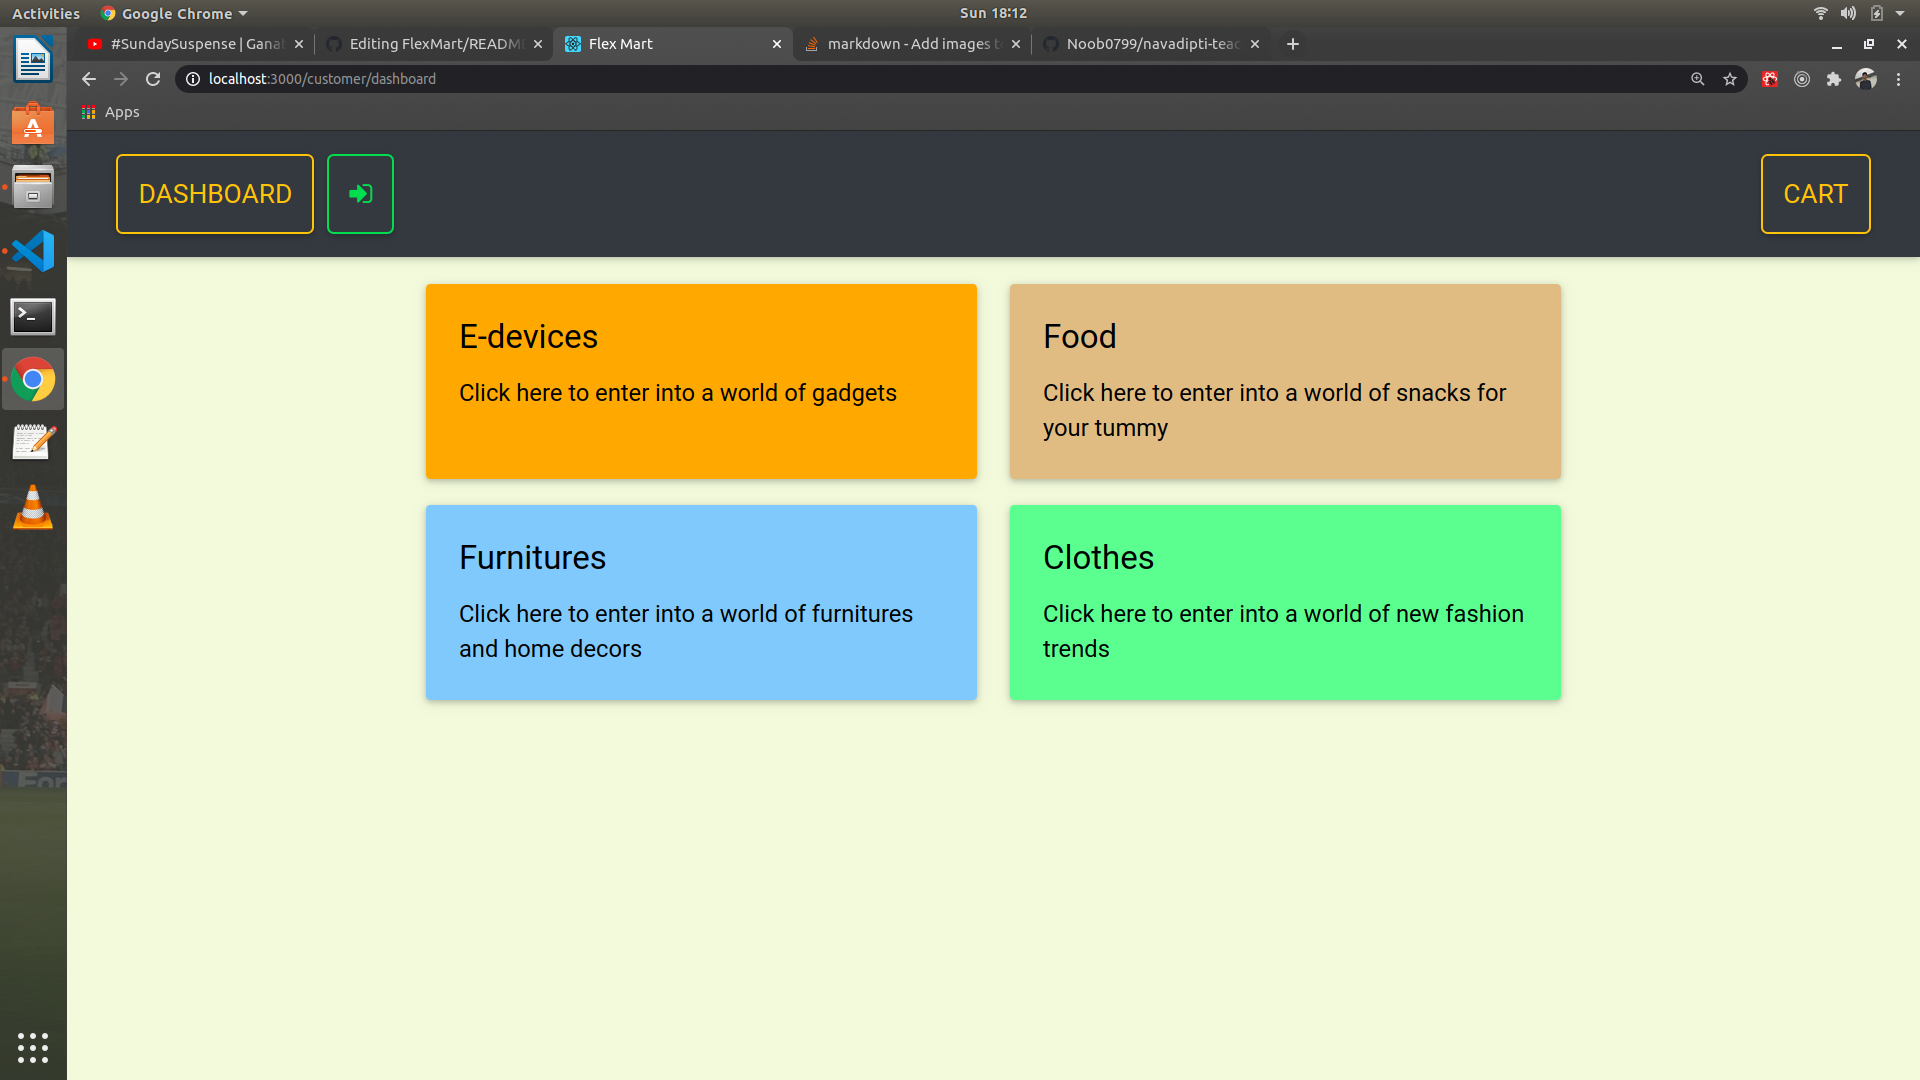 Activities
Google Chrome
Sun 18:12
#SundaySuspense | Gana
Editing FlexMart/READM
Flex Mart
markdown - Add images t
Noob0799/navadipti-teac
localhost:3000/customer/dashboard
Apps
DASHBOARD
CART
E-devices
Click here to enter into a world of gadgets
Food
Click here to enter into a world of snacks for
your tummy
Furnitures
Click here to enter into a world of furnitures
and home decors
Clothes
Click here to enter into a world of new fashion
trends